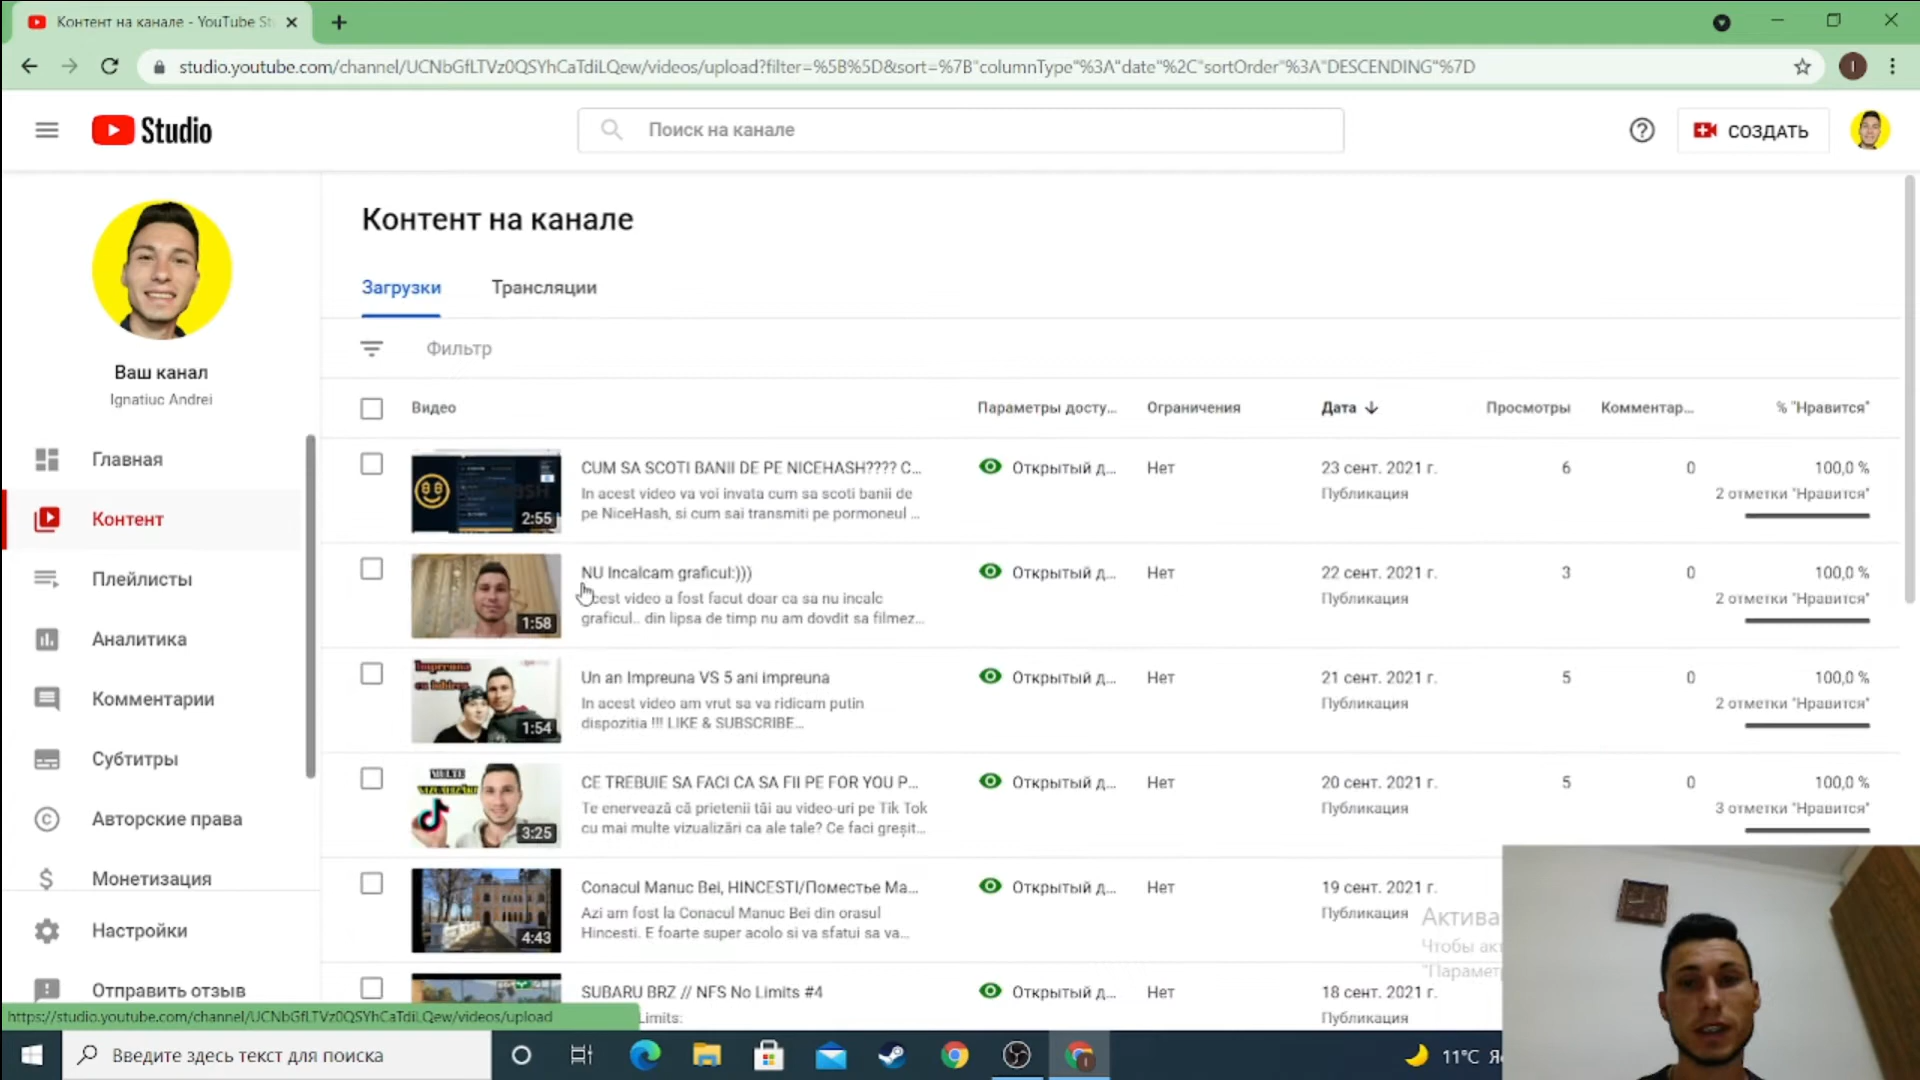 Контент на канале - YouTube St
studio.youtube.com/channel/UCNbGfLTVz0QSYhCaTdiLQew/videos/upload?filter=%5B%5D&sort=%7B"columnType"%3A"date"%2C"sortOrder"%3A"DESCENDING"%7D
I
Studio
Поиск на канале
СОЗДАТЬ
Ваш канал
Ignatiuc Andrei
Главная
Контент
Плейлисты
Аналитика
Комментарии
Субтитры
Авторские права
Монетизация
Настройки
Отправить отзыв
Контент на канале
Загрузки Трансляции
Фильтр
Видео Параметры досту... Ограничения Дата Просмотры Комментар... % "Нравится"
CUM SA SCOTI BANII DE PE NICEHASH???? C... Открытый д... Нет 23 сент. 2021 г. 6 0 100,0 %
In acest video va voi invata cum sa scoti banii de Публикация 2 отметки "Нравится"
pe NiceHash, si cum sai transmiti pe pormoneul ...
2:55
NU Incalcam graficul:))) Открытый д... Нет 22 сент. 2021 г. 3 0 100,0 %
cest video a fost facut doar ca sa nu incalc Публикация 2 отметки "Нравится"
graficul.. din lipsa de timp nu am dovdit sa filmez...
1:58
Un an Impreuna VS 5 ani impreuna Открытый д... Нет 21 сент. 2021 г. 5 0 100,0 %
In acest video am vrut sa va ridicam putin Публикация 2 отметки "Нравится"
dispozitia !!! LIKE & SUBSCRIBE...
Impreuna
1:54
CE TREBUIE SA FACI CA SA FII PE FOR YOU P... Открытый д... Нет 20 сент. 2021 г. 5 0 100,0 %
Te enervează că prietenii tăi au video-uri pe Tik Tok Публикация 3 отметки "Нравится"
cu mai multe vizualizări ca ale tale? Ce faci greșit...
MULTE
3:25
Conacul Manuc Bei, HINCESTI/Поместье Ма... Открытый д... Нет 19 сент. 2021 г.
Azi am fost la Conacul Manuc Bei din orasul Публикация
Hincesti. E foarte super acolo si va sfatui sa va...
4:43
Актива
Чтобы акт
"Парамет
SUBARU BRZ // NFS No Limits #4 Открытый д... Нет 18 сент. 2021 г.
Limits: Публикация
https://studio.youtube.com/channel/UCNbGfLTVz0QSYhCaTdiLQew/videos/upload
Введите здесь текст для поиска
11°C Яс